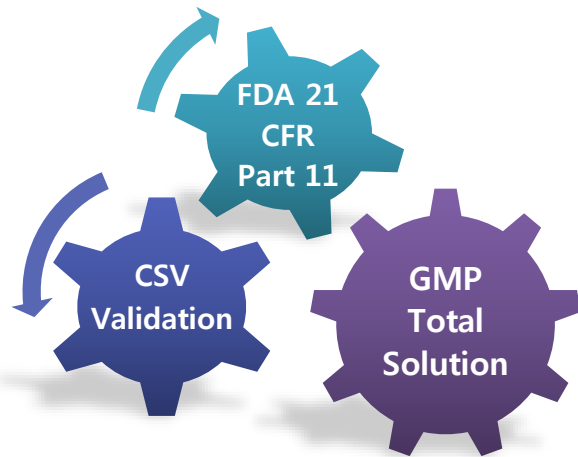 FDA 21
CFR
Part 11
CSV
Validation
GMP
Total
Solution